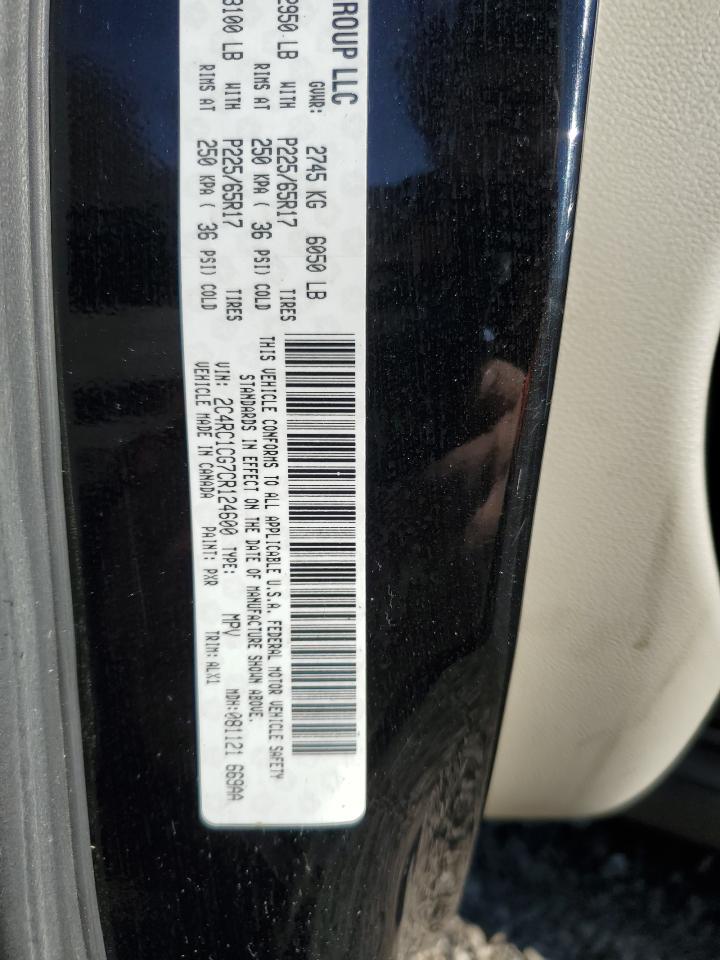 ROUP LLC
GVWR: 2745 KG 6050 LB
2950 LB WITH P225/65R17 TIRES
RIMS AT 250 KPA ( 36 PSI) COLD
3100 LB WITH P225/65R17 TIRES
RIMS AT 250 KPA ( 36 PSI) COLD
THIS VEHICLE CONFORMS TO ALL APPLICABLE U.S.A. FEDERAL MOTOR VEHICLE SAFETY
STANDARDS IN EFFECT ON THE DATE OF MANUFACTURE SHOWN ABOVE.
VIN: 2C4RC1CG7CR124600 TYPE: MPV MDH:081121 669AA
VEHICLE MADE IN CANADA PAINT: PXR TRIM: ALX1